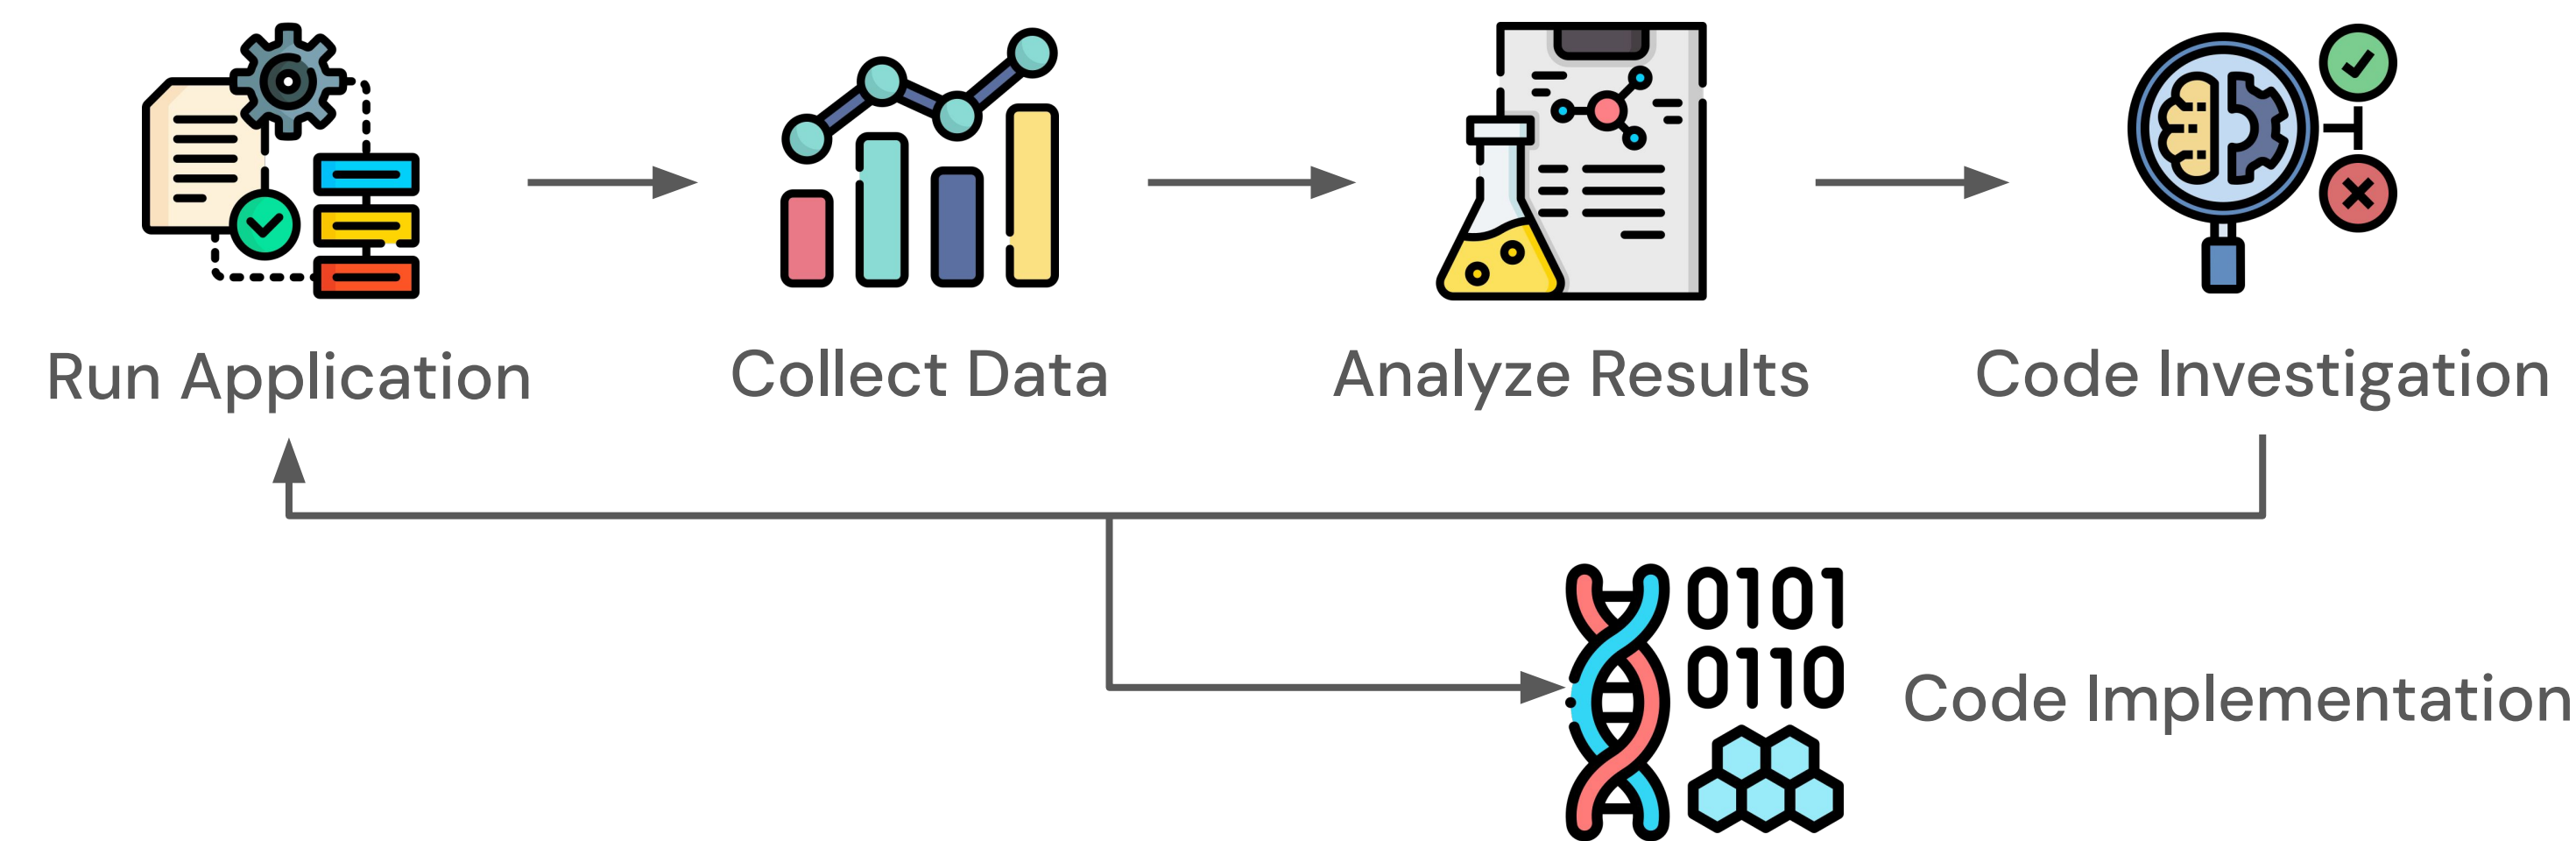 Run Application
Collect Data
Analyze Results
Code Investigation
0101
0110
Code Implementation